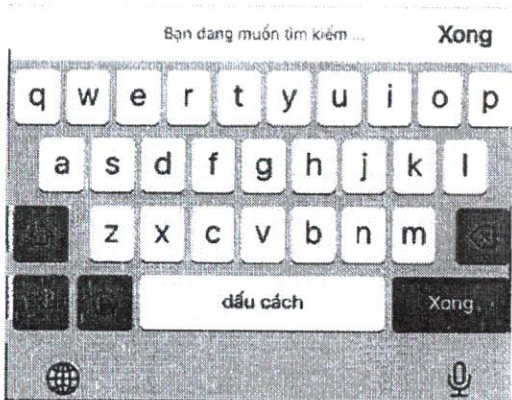 Bạn đang muốn tìm kiếm ... Xong
q w e r t y u i o p
a s d f g h j k l
z x c v b n m
dấu cách Xong